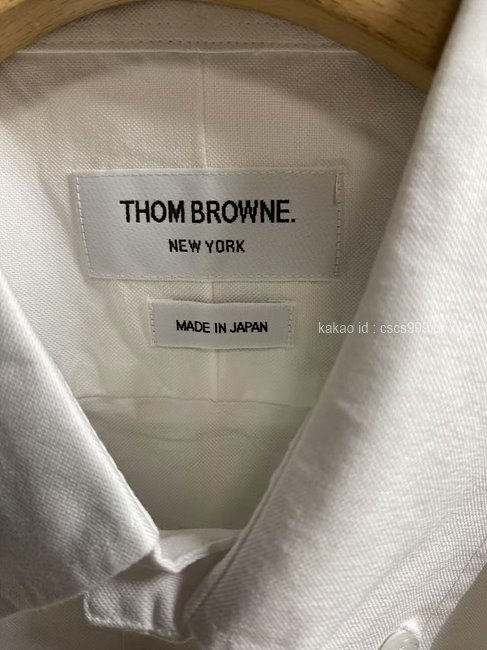 THOM BROWNE.
NEW YORK
MADE IN JAPAN
kakao id :